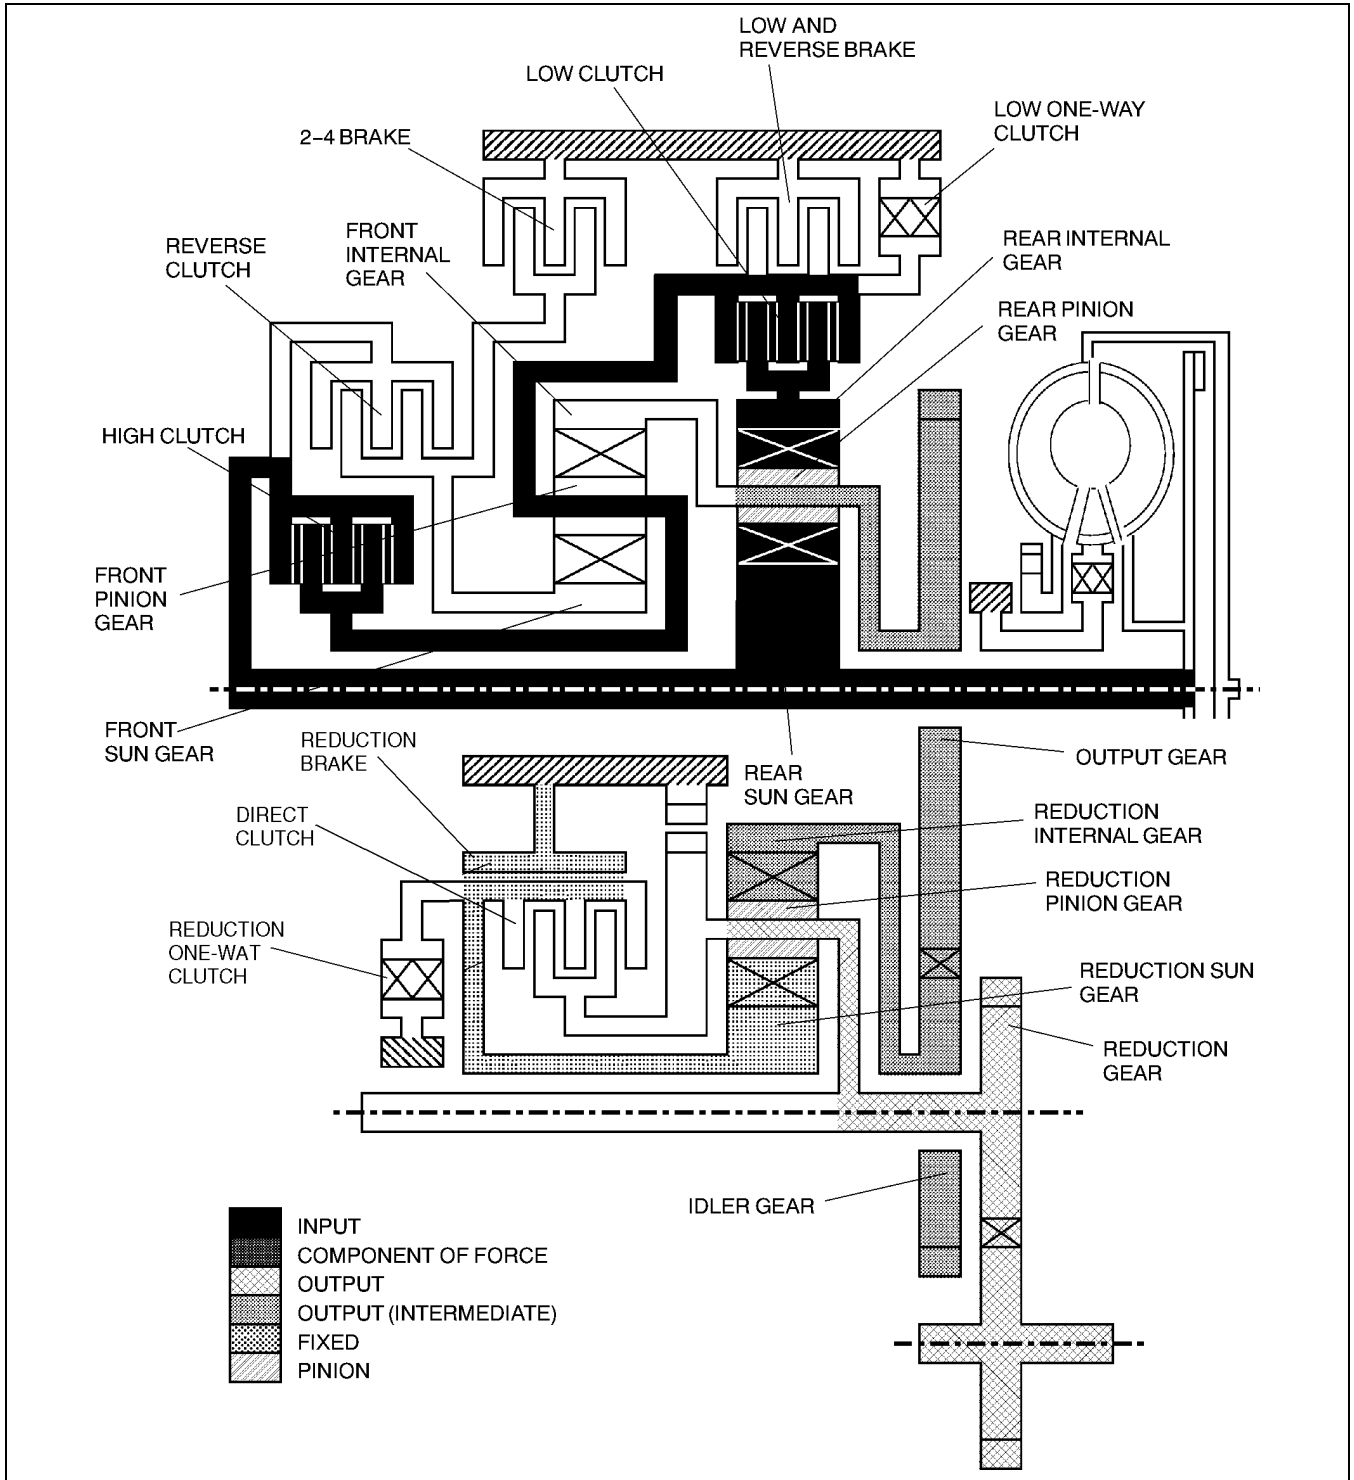 LOW AND
REVERSE BRAKE
LOW CLUTCH
LOW ONE-WAY
CLUTCH
2–4 BRAKE
FRONT
INTERNAL
GEAR
REVERSE
CLUTCH
REAR INTERNAL
GEAR
REAR PINION
GEAR
HIGH CLUTCH
FRONT
PINION
GEAR
FRONT
SUN GEAR
REDUCTION
BRAKE
REAR
SUN GEAR
OUTPUT GEAR
DIRECT
CLUTCH
REDUCTION
INTERNAL GEAR
REDUCTION
PINION GEAR
REDUCTION
ONE-WAT
CLUTCH
REDUCTION SUN
GEAR
REDUCTION
GEAR
IDLER GEAR
INPUT
COMPONENT OF FORCE
OUTPUT
OUTPUT (INTERMEDIATE)
FIXED
PINION